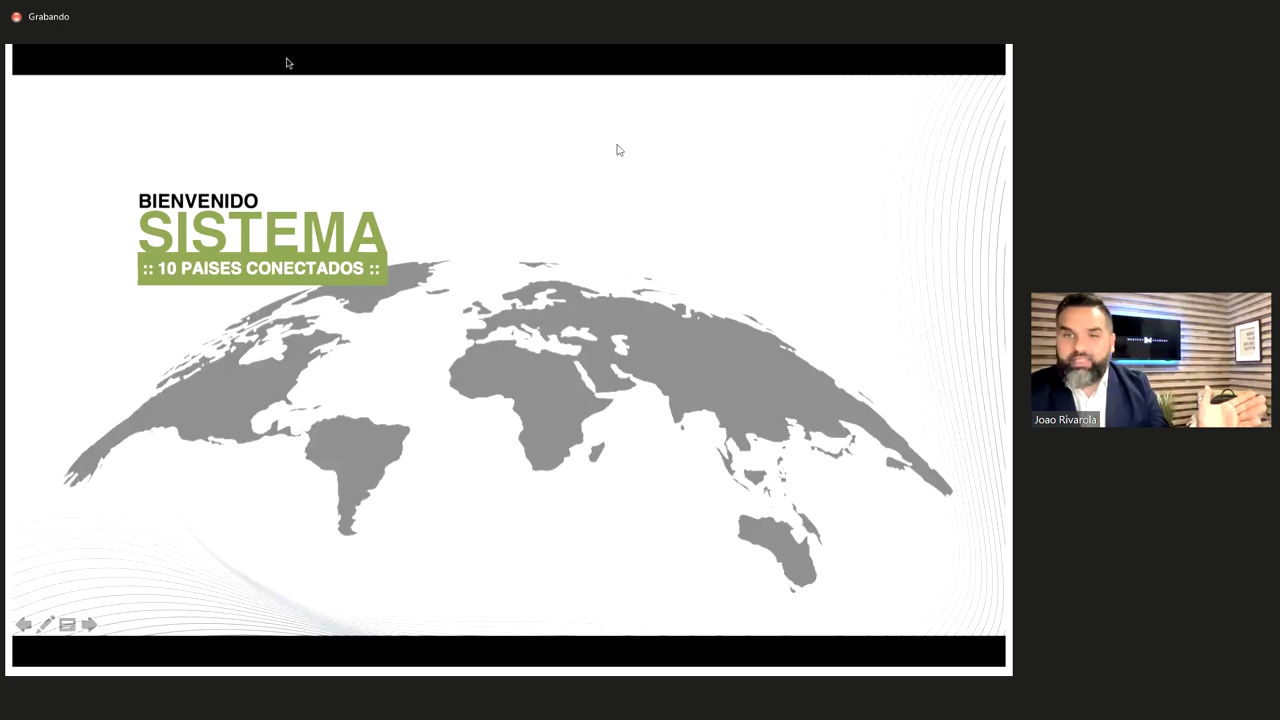 Grabando
BIENVENIDO
SISTEMA
:: 10 PAISES CONECTADOS ::
Joao Rivarola